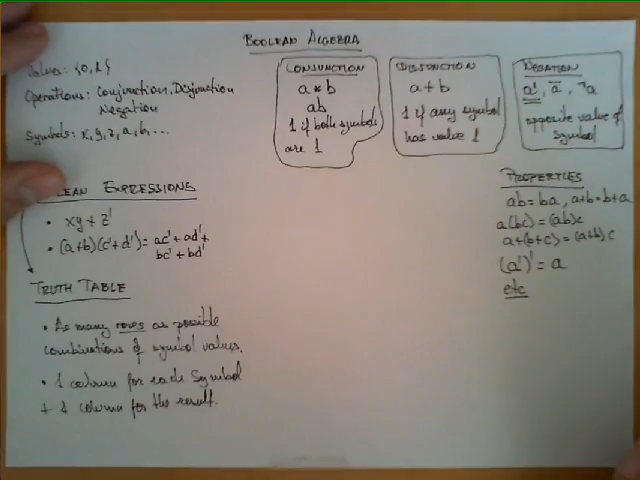 BOOLEAN ALGEBRA
Values: {0,1}
Operations: Conjunction, Disjunction
Negation
Symbols: x, y, z, a, b, ...
CONJUNCTION
a * b
ab
1 if both symbols
are 1
DISJUNCTION
a + b
1 if any symbol
has value 1
NEGATION
a', a̅, ¬a
opposite value of
symbol
LEAN EXPRESSIONS
• xy + z'
• (a+b)(c'+d') = ac' + ad' +
bc' + bd'
TRUTH TABLE
• As many rows as possible
combinations of symbol values.
• 1 column for each symbol
+ 1 column for the result.
PROPERTIES
ab = ba, a+b = b+a
a(bc) = (ab)c
a+(b+c) = (a+b) c
(a')' = a
etc